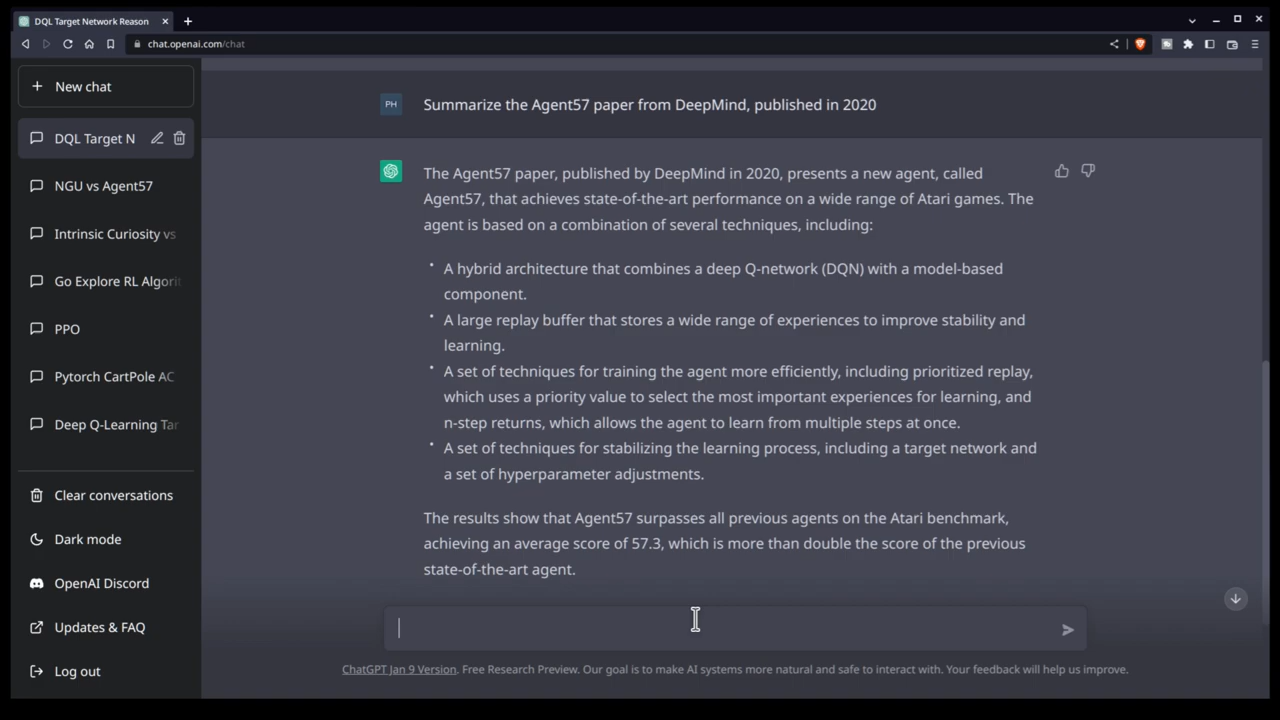 DQL Target Network Reason
chat.openai.com/chat
New chat
DQL Target N
NGU vs Agent57
Intrinsic Curiosity vs
Go Explore RL Algori
PPO
Pytorch CartPole AC
Deep Q-Learning Tar
Clear conversations
Dark mode
OpenAI Discord
Updates & FAQ
Log out
PH
Summarize the Agent57 paper from DeepMind, published in 2020
The Agent57 paper, published by DeepMind in 2020, presents a new agent, called
Agent57, that achieves state-of-the-art performance on a wide range of Atari games. The
agent is based on a combination of several techniques, including:
• A hybrid architecture that combines a deep Q-network (DQN) with a model-based
component.
• A large replay buffer that stores a wide range of experiences to improve stability and
learning.
• A set of techniques for training the agent more efficiently, including prioritized replay,
which uses a priority value to select the most important experiences for learning, and
n-step returns, which allows the agent to learn from multiple steps at once.
• A set of techniques for stabilizing the learning process, including a target network and
a set of hyperparameter adjustments.
The results show that Agent57 surpasses all previous agents on the Atari benchmark,
achieving an average score of 57.3, which is more than double the score of the previous
state-of-the-art agent.
ChatGPT Jan 9 Version. Free Research Preview. Our goal is to make AI systems more natural and safe to interact with. Your feedback will help us improve.